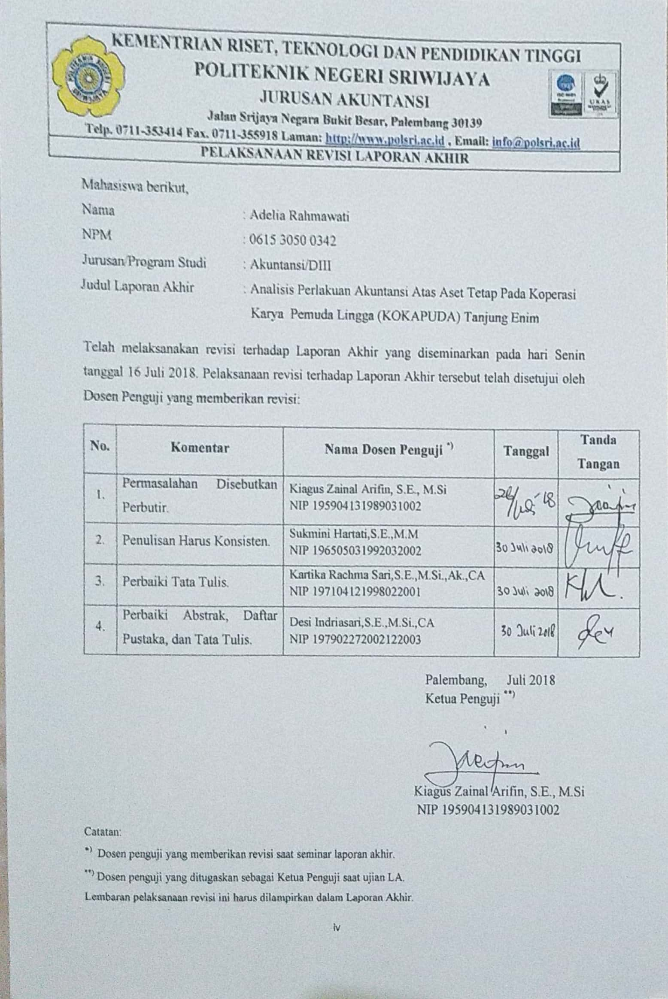 KEMENTRIAN RISET, TEKNOLOGI DAN PENDIDIKAN TINGGI
POLITEKNIK NEGERI SRIWIJAYA
JURUSAN AKUNTANSI
Jalan Srijaya Negara Bukit Besar, Palembang 30139
Telp. 0711-353414 Fax. 0711-355918 Laman: http://www.polsri.ac.id , Email: info@polsri.ac.id
POLITEKNIK NEGERI
SRIWIJAYA
UKAS
PELAKSANAAN REVISI LAPORAN AKHIR
Mahasiswa berikut,
Nama : Adelia Rahmawati
NPM : 0615 3050 0342
Jurusan/Program Studi : Akuntansi/DIII
Judul Laporan Akhir : Analisis Perlakuan Akuntansi Atas Aset Tetap Pada Koperasi
Karya Pemuda Lingga (KOKAPUDA) Tanjung Enim
Telah melaksanakan revisi terhadap Laporan Akhir yang diseminarkan pada hari Senin
tanggal 16 Juli 2018. Pelaksanaan revisi terhadap Laporan Akhir tersebut telah disetujui oleh
Dosen Penguji yang memberikan revisi:
No. Komentar Nama Dosen Penguji *) Tanggal Tanda
Tangan
1. Permasalahan Disebutkan
Perbutir.
Kiagus Zainal Arifin, S.E., M.Si
NIP 195904131989031002
2. Penulisan Harus Konsisten.
Sukmini Hartati,S.E.,M.M
NIP 196505031992032002
30 Juli 2018
3. Perbaiki Tata Tulis.
Kartika Rachma Sari,S.E.,M.Si.,Ak.,CA
NIP 197104121998022001
30 Juli 2018
4. Perbaiki Abstrak, Daftar
Pustaka, dan Tata Tulis.
Desi Indriasari,S.E.,M.Si.,CA
NIP 197902272002122003
30 Juli 2018
Palembang, Juli 2018
Ketua Penguji **)
Kiagus Zainal Arifin, S.E., M.Si
NIP 195904131989031002
Catatan:
*) Dosen penguji yang memberikan revisi saat seminar laporan akhir.
**) Dosen penguji yang ditugaskan sebagai Ketua Penguji saat ujian LA.
Lembaran pelaksanaan revisi ini harus dilampirkan dalam Laporan Akhir.
iv